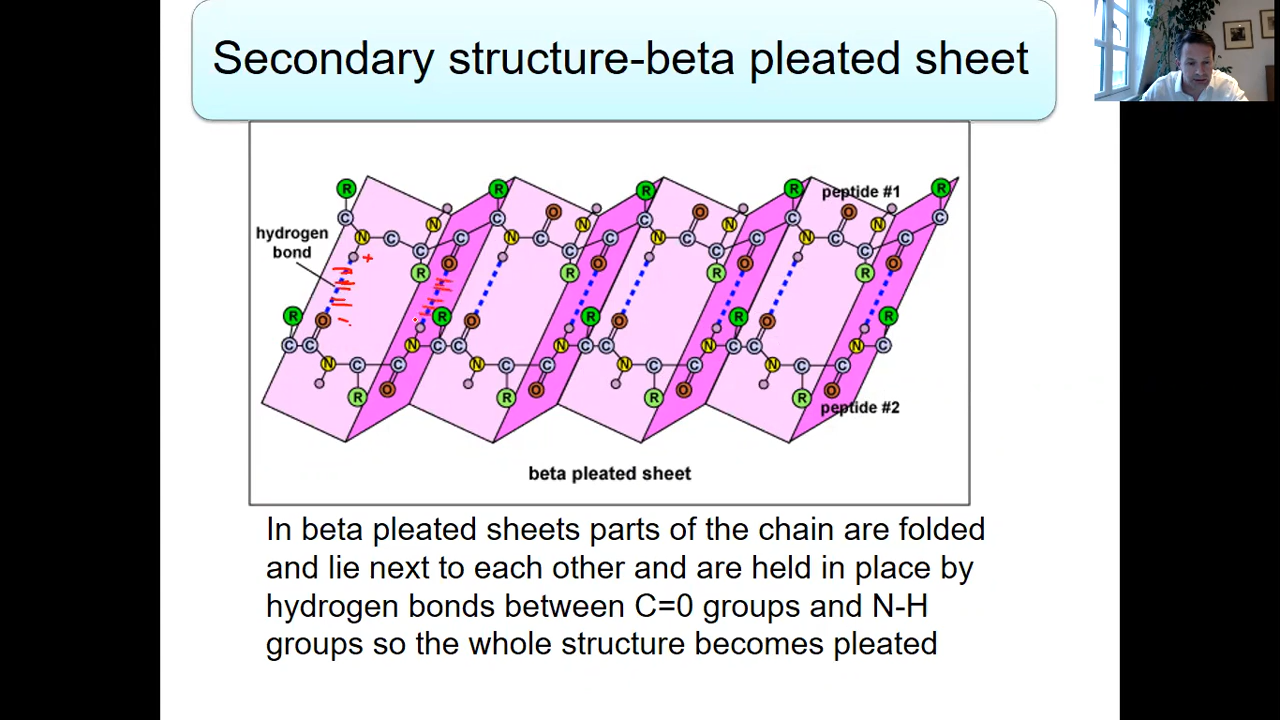 Secondary structure-beta pleated sheet
peptide #1
hydrogen
bond
R R R R R
C N C C N C C N C C N C C N C C N C C N C C N C C
O O O O O O O
R R R R
+
R R R R R
O O O O
C C N C C N C C N C C N C C N C C N C C N C C N C
O O O O
R R R R
peptide #2
beta pleated sheet
In beta pleated sheets parts of the chain are folded
and lie next to each other and are held in place by
hydrogen bonds between C=0 groups and N-H
groups so the whole structure becomes pleated